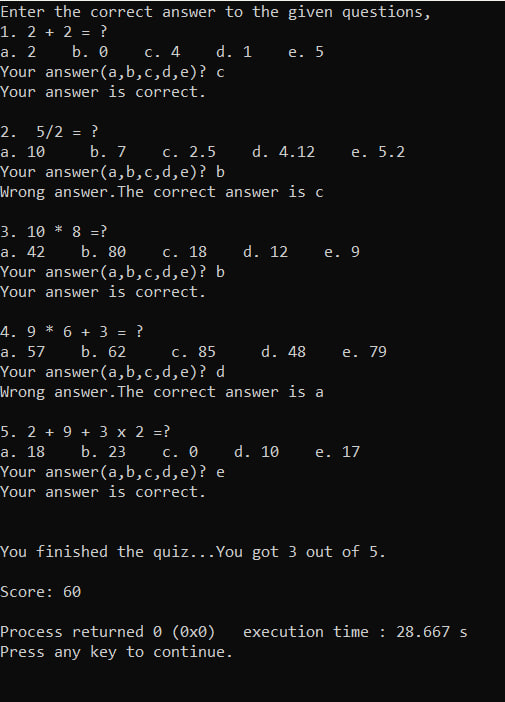 Enter the correct answer to the given questions,
1. 2 + 2 = ?
a. 2    b. 0    c. 4    d. 1    e. 5
Your answer(a,b,c,d,e)? c
Your answer is correct.

2.  5/2 = ?
a. 10     b. 7    c. 2.5    d. 4.12    e. 5.2
Your answer(a,b,c,d,e)? b
Wrong answer.The correct answer is c

3. 10 * 8 =?
a. 42    b. 80    c. 18    d. 12    e. 9
Your answer(a,b,c,d,e)? b
Your answer is correct.

4. 9 * 6 + 3 = ?
a. 57    b. 62     c. 85     d. 48    e. 79
Your answer(a,b,c,d,e)? d
Wrong answer.The correct answer is a

5. 2 + 9 + 3 x 2 =?
a. 18    b. 23    c. 0    d. 10    e. 17
Your answer(a,b,c,d,e)? e
Your answer is correct.

You finished the quiz...You got 3 out of 5.

Score: 60

Process returned 0 (0x0)   execution time : 28.667 s
Press any key to continue.